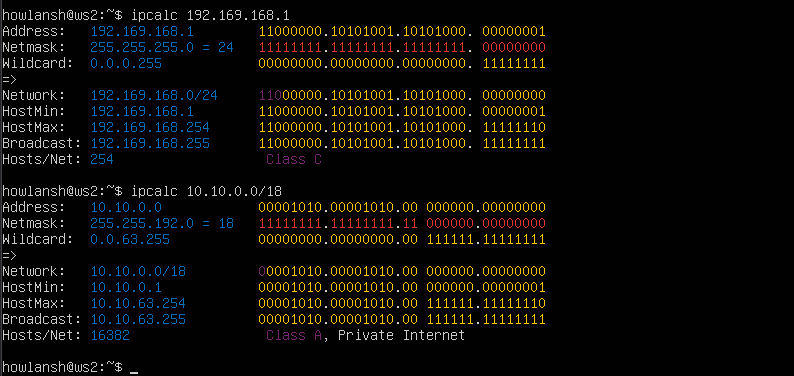 howlansh@ws2:~$ ipcalc 192.169.168.1
Address:   192.169.168.1        11000000.10101001.10101000. 00000001
Netmask:   255.255.255.0 = 24   11111111.11111111.11111111. 00000000
Wildcard:  0.0.0.255            00000000.00000000.00000000. 11111111
=>
Network:   192.169.168.0/24     11000000.10101001.10101000. 00000000
HostMin:   192.169.168.1        11000000.10101001.10101000. 00000001
HostMax:   192.169.168.254      11000000.10101001.10101000. 11111110
Broadcast: 192.169.168.255      11000000.10101001.10101000. 11111111
Hosts/Net: 254                   Class C
howlansh@ws2:~$ ipcalc 10.10.0.0/18
Address:   10.10.0.0            00001010.00001010.00 000000.00000000
Netmask:   255.255.192.0 = 18   11111111.11111111.11 000000.00000000
Wildcard:  0.0.63.255           00000000.00000000.00 111111.11111111
=>
Network:   10.10.0.0/18         00001010.00001010.00 000000.00000000
HostMin:   10.10.0.1            00001010.00001010.00 000000.00000001
HostMax:   10.10.63.254         00001010.00001010.00 111111.11111110
Broadcast: 10.10.63.255         00001010.00001010.00 111111.11111111
Hosts/Net: 16382                 Class A, Private Internet
howlansh@ws2:~$ _